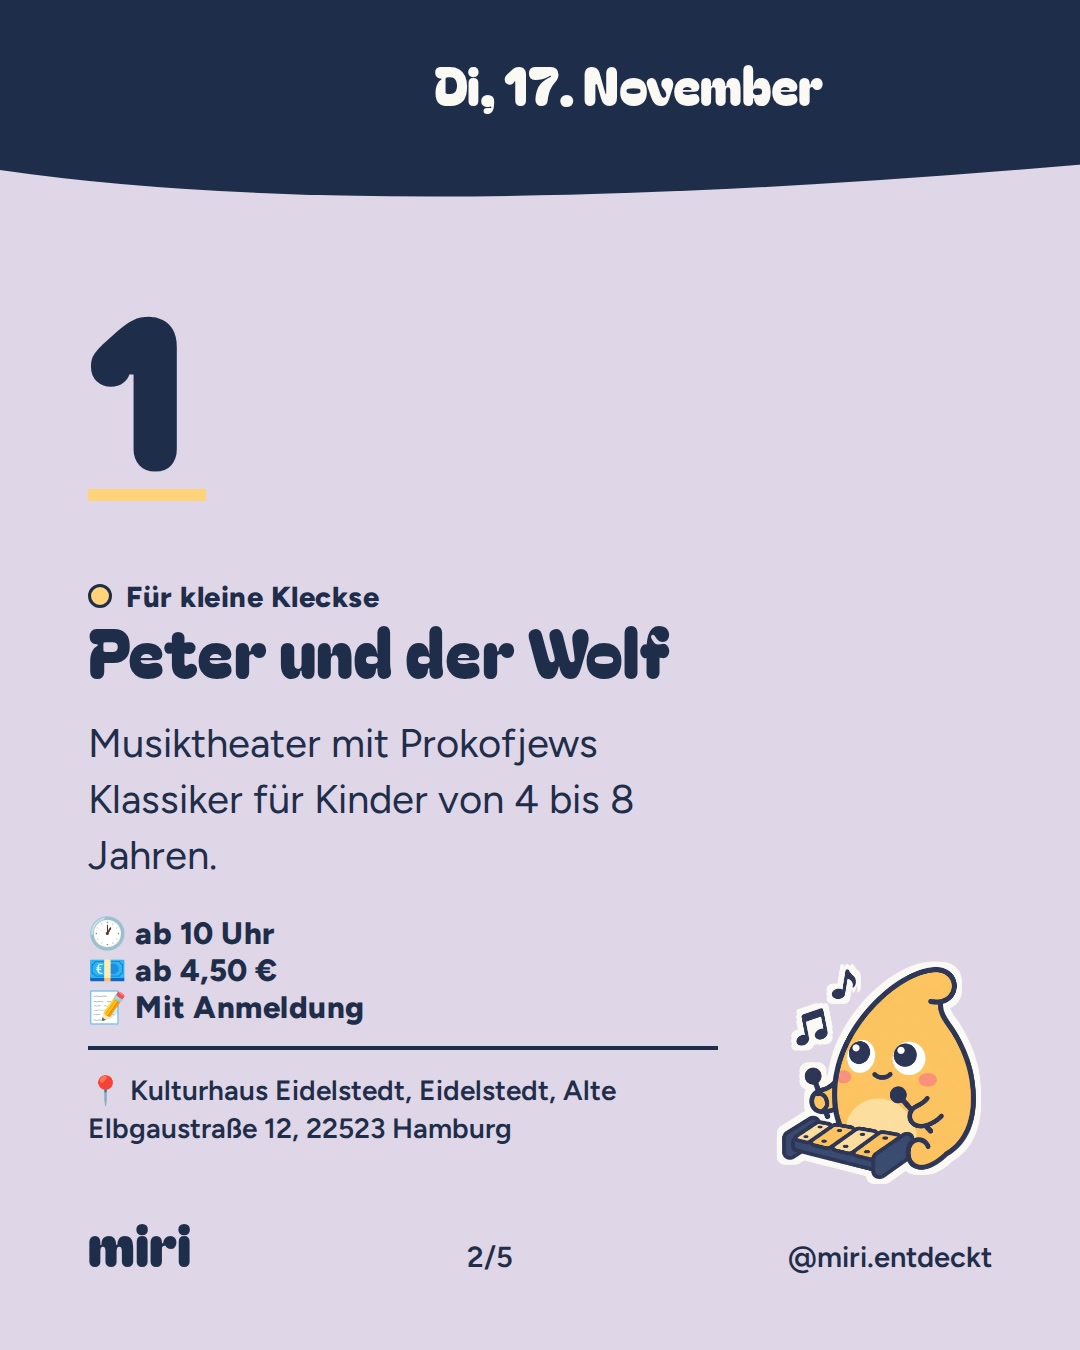 Di, 17. November
1
Für kleine Kleckse
Peter und der Wolf
Musiktheater mit Prokofjews
Klassiker für Kinder von 4 bis 8
Jahren.
🕐 ab 10 Uhr
💶 ab 4,50 €
📝 Mit Anmeldung
📍 Kulturhaus Eidelstedt, Eidelstedt, Alte
Elbgaustraße 12, 22523 Hamburg
miri
2/5
@miri.entdeckt